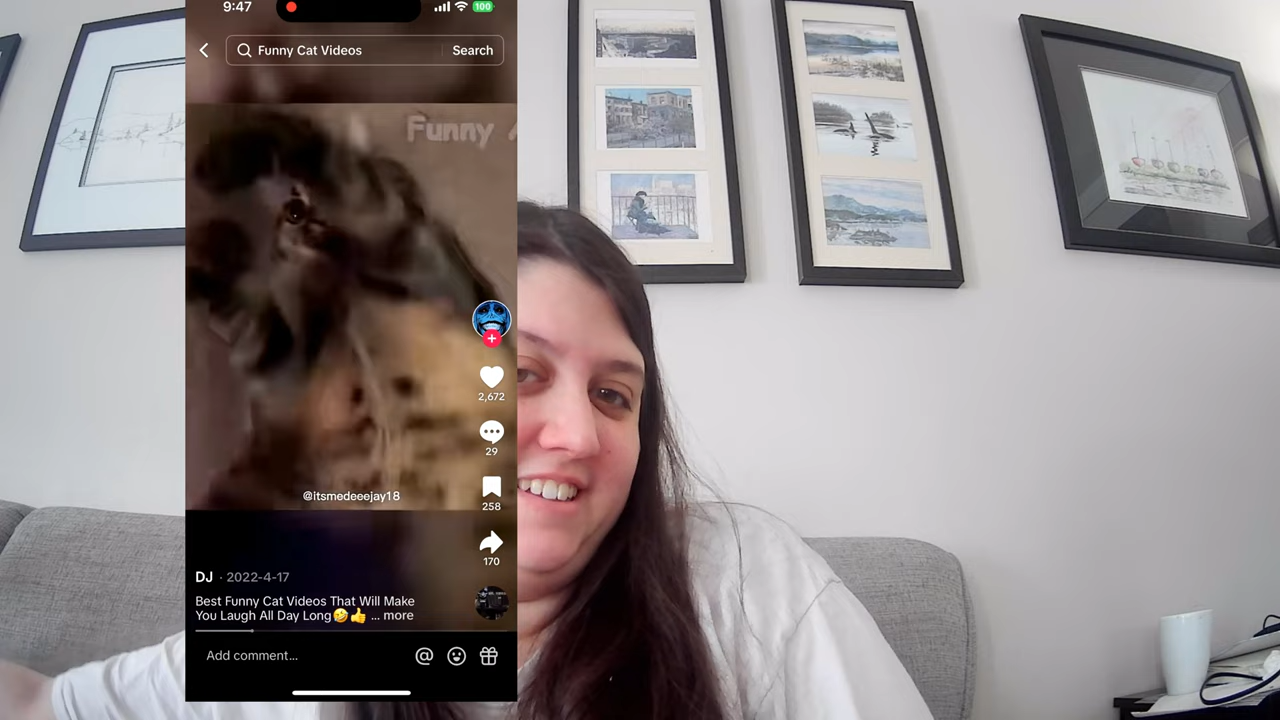 9:47
100
Funny Cat Videos
Search
Funny
2,672
29
258
170
@itsmedeeejay18
DJ · 2022-4-17
Best Funny Cat Videos That Will Make
You Laugh All Day Long🤣👍 ... more
Add comment...